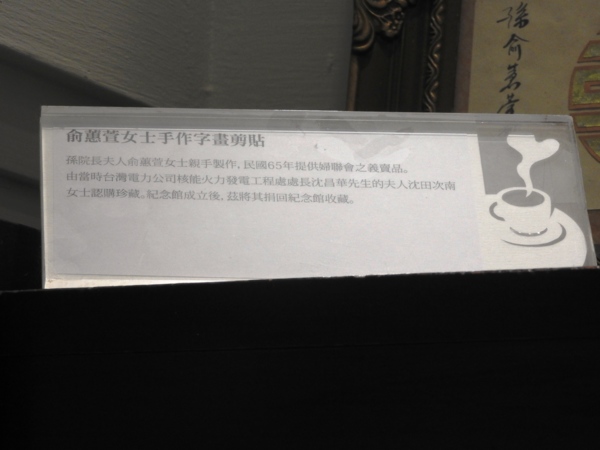 孫俞蕙萱
俞蕙萱女士手作字畫剪貼
孫院長夫人俞蕙萱女士親手製作,民國65年提供婦聯會之義賣品。
由當時台灣電力公司核能火力發電工程處處長沈昌華先生的夫人沈田次南
女士認購珍藏。紀念館成立後,茲將其捐回紀念館收藏。